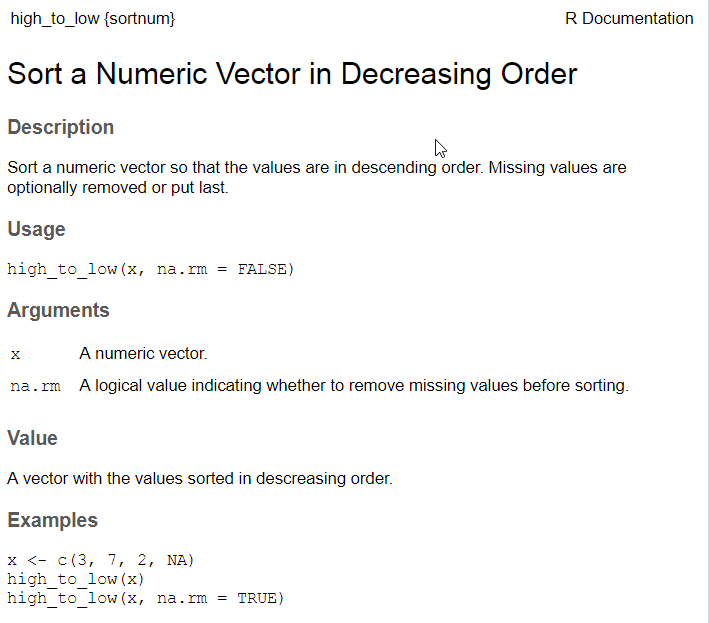 high_to_low {sortnum} R Documentation
Sort a Numeric Vector in Decreasing Order
Description
Sort a numeric vector so that the values are in descending order. Missing values are
optionally removed or put last.
Usage
high_to_low(x, na.rm = FALSE)
Arguments
x A numeric vector.
na.rm A logical value indicating whether to remove missing values before sorting.
Value
A vector with the values sorted in descreasing order.
Examples
x <- c(3, 7, 2, NA)
high_to_low(x)
high_to_low(x, na.rm = TRUE)